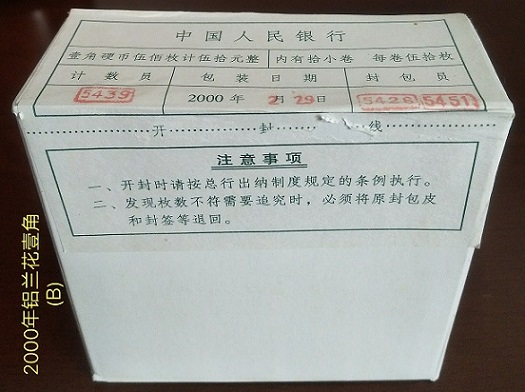 中国人民银行
壹角硬币伍佰枚计伍拾元整 内有拾小卷 每卷伍拾枚
计数员 包装日期 封包员
5439 2000年2月29日 5428 5451
开封线
注意事项
一、开封时请按总行出纳制度规定的条例执行。
二、发现枚数不符需要追究时，必须将原封包皮
和封签等退回。
2000年铝兰花壹角
(B)